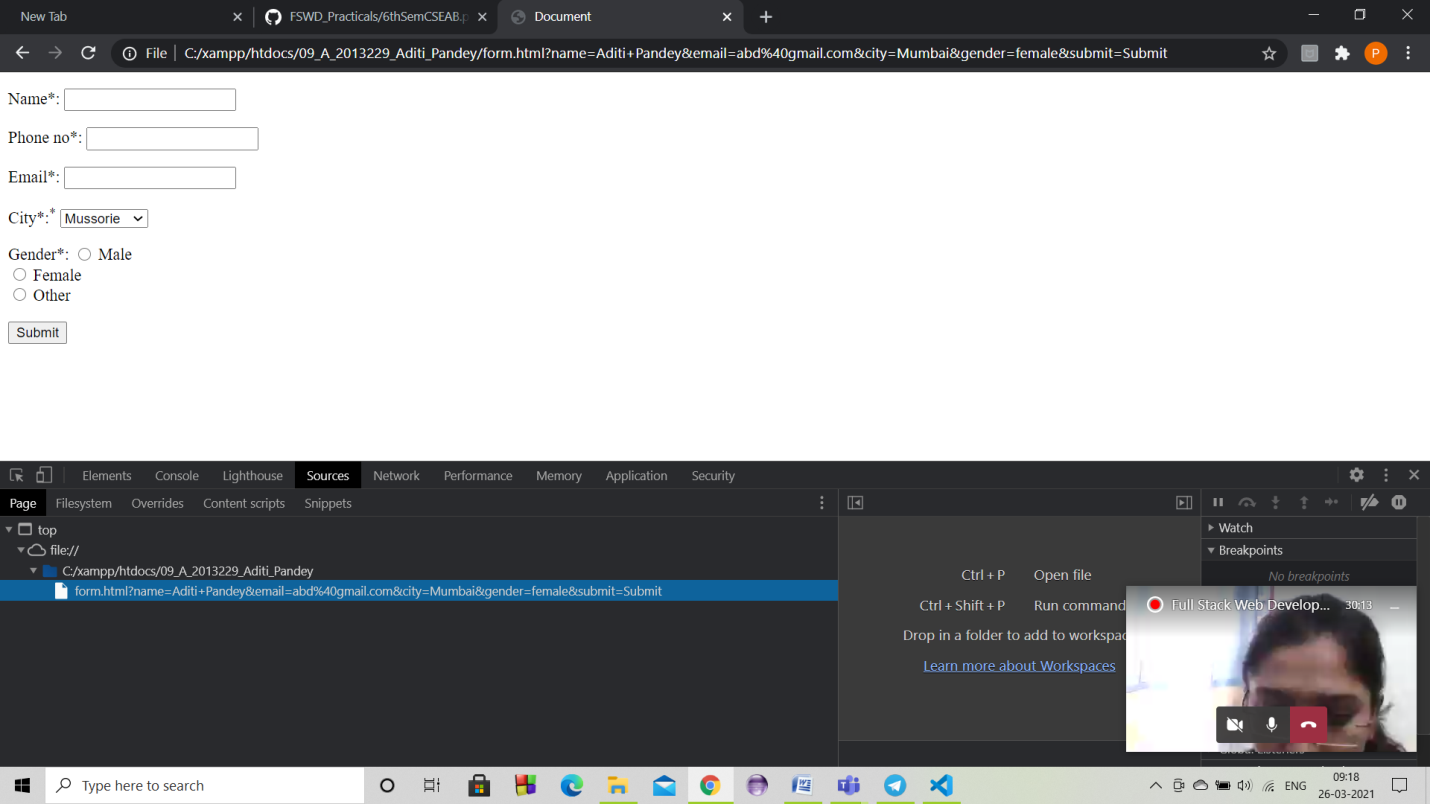 New Tab
FSWD_Practicals/6thSemCSEAB.p
Document
File
C:/xampp/htdocs/09_A_2013229_Aditi_Pandey/form.html?name=Aditi+Pandey&email=abd%40gmail.com&city=Mumbai&gender=female&submit=Submit
P
Name*:
Phone no*:
Email*:
City*:* Mussorie
Gender*: Male
Female
Other
Submit
Elements Console Lighthouse Sources Network Performance Memory Application Security
Page Filesystem Overrides Content scripts Snippets
top
file://
C:/xampp/htdocs/09_A_2013229_Aditi_Pandey
form.html?name=Aditi+Pandey&email=abd%40gmail.com&city=Mumbai&gender=female&submit=Submit
Ctrl + P Open file
Ctrl + Shift + P Run command
Drop in a folder to add to workspac
Learn more about Workspaces
Watch
Breakpoints
No breakpoints
Full Stack Web Develop... 30:13
Type here to search
ENG
09:18
26-03-2021